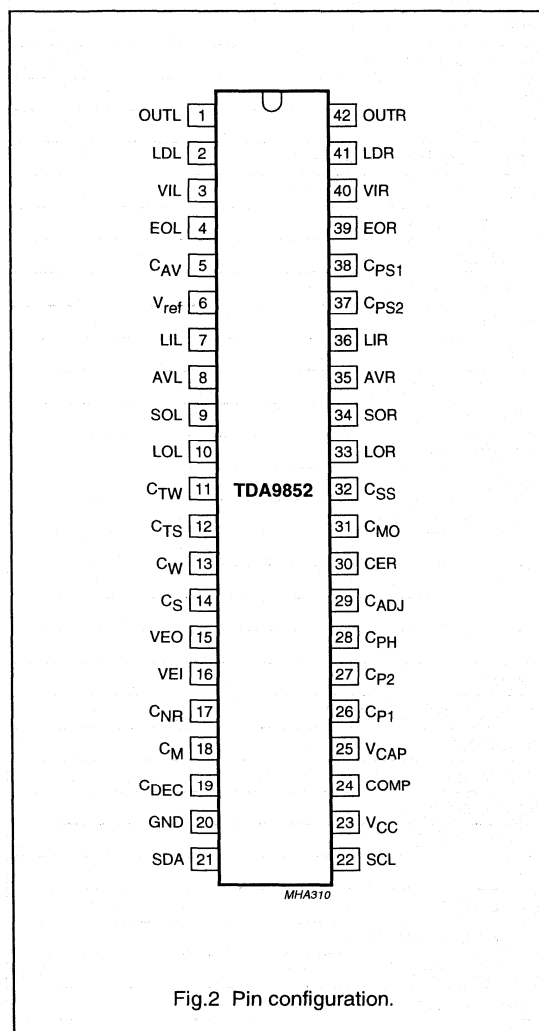 OUTL 1 42 OUTR
LDL 2 41 LDR
VIL 3 40 VIR
EOL 4 39 EOR
CAV 5 38 CPS1
Vref 6 37 CPS2
LIL 7 36 LIR
AVL 8 35 AVR
SOL 9 34 SOR
LOL 10 33 LOR
CTW 11 TDA9852 32 CSS
CTS 12 31 CMO
CW 13 30 CER
CS 14 29 CADJ
VEO 15 28 CPH
VEI 16 27 CP2
CNR 17 26 CP1
CM 18 25 VCAP
CDEC 19 24 COMP
GND 20 23 VCC
SDA 21 22 SCL
MHA310
Fig.2 Pin configuration.